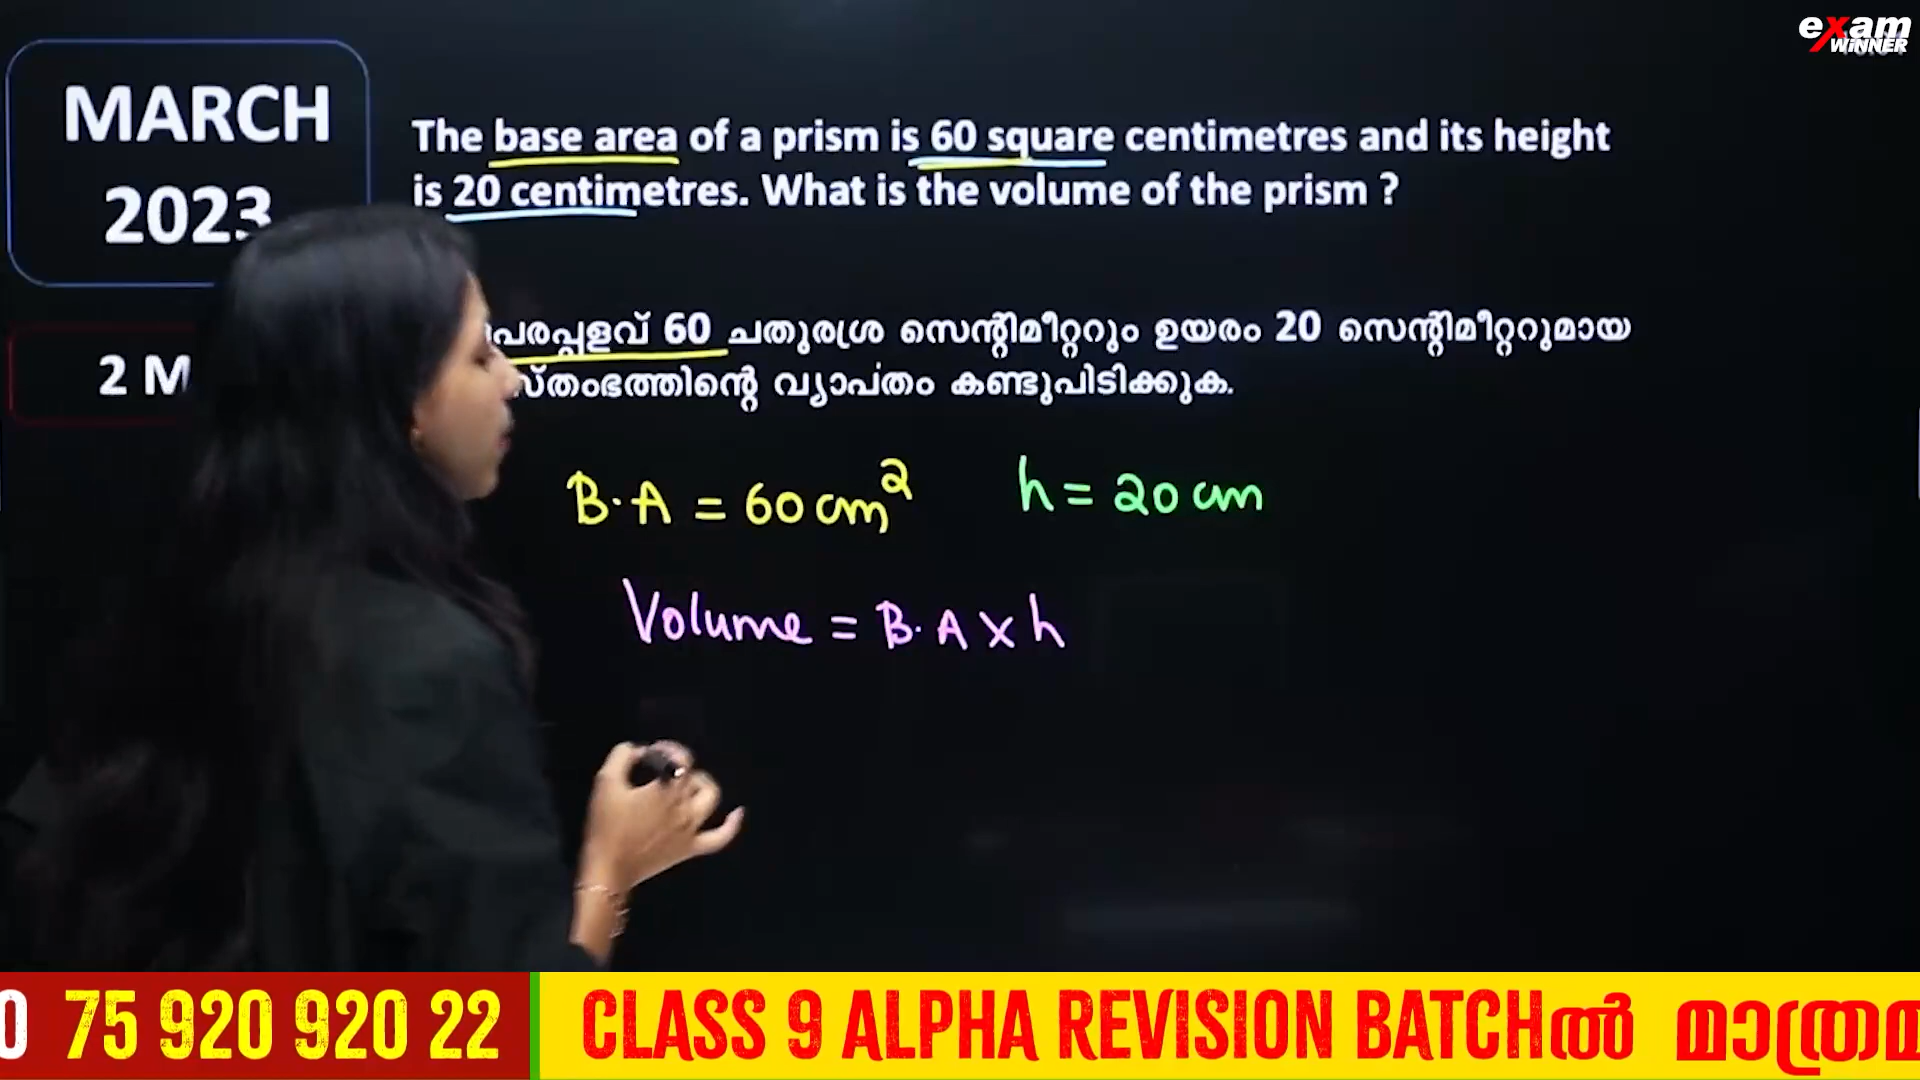 exam
WiNNER
MARCH
2023
The base area of a prism is 60 square centimetres and its height
is 20 centimetres. What is the volume of the prism ?
2 M
60 ചതുരശ്ര സെന്റിമീറ്ററും ഉയരം 20 സെന്റിമീറ്ററുമായ
വ്യാപ്തം കണ്ടുപിടിക്കുക.
B.A = 60 cm² h = 20 cm
Volume = B.A x h
0 75 920 920 22 CLASS 9 ALPHA REVISION BATCHൽ മാത്രമ